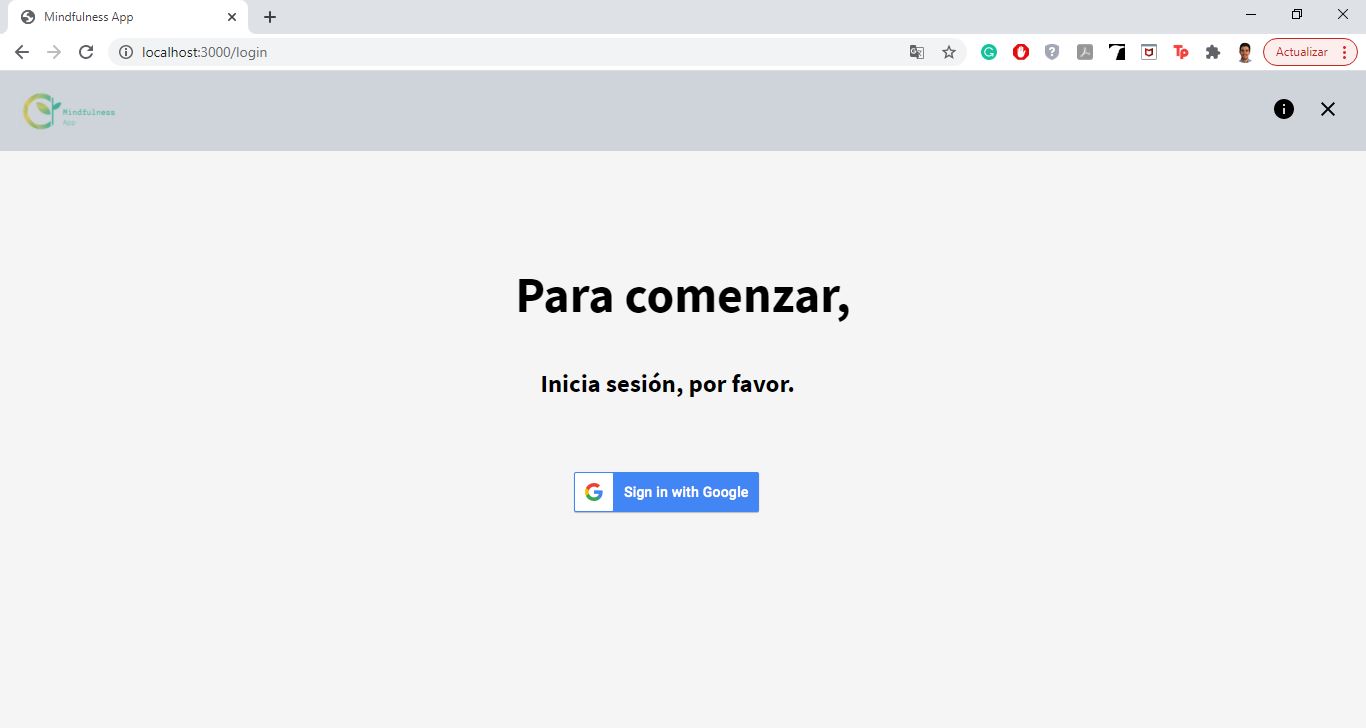 Mindfulness App
localhost:3000/login
Actualizar
Mindfulness
App
Para comenzar,
Inicia sesión, por favor.
Sign in with Google